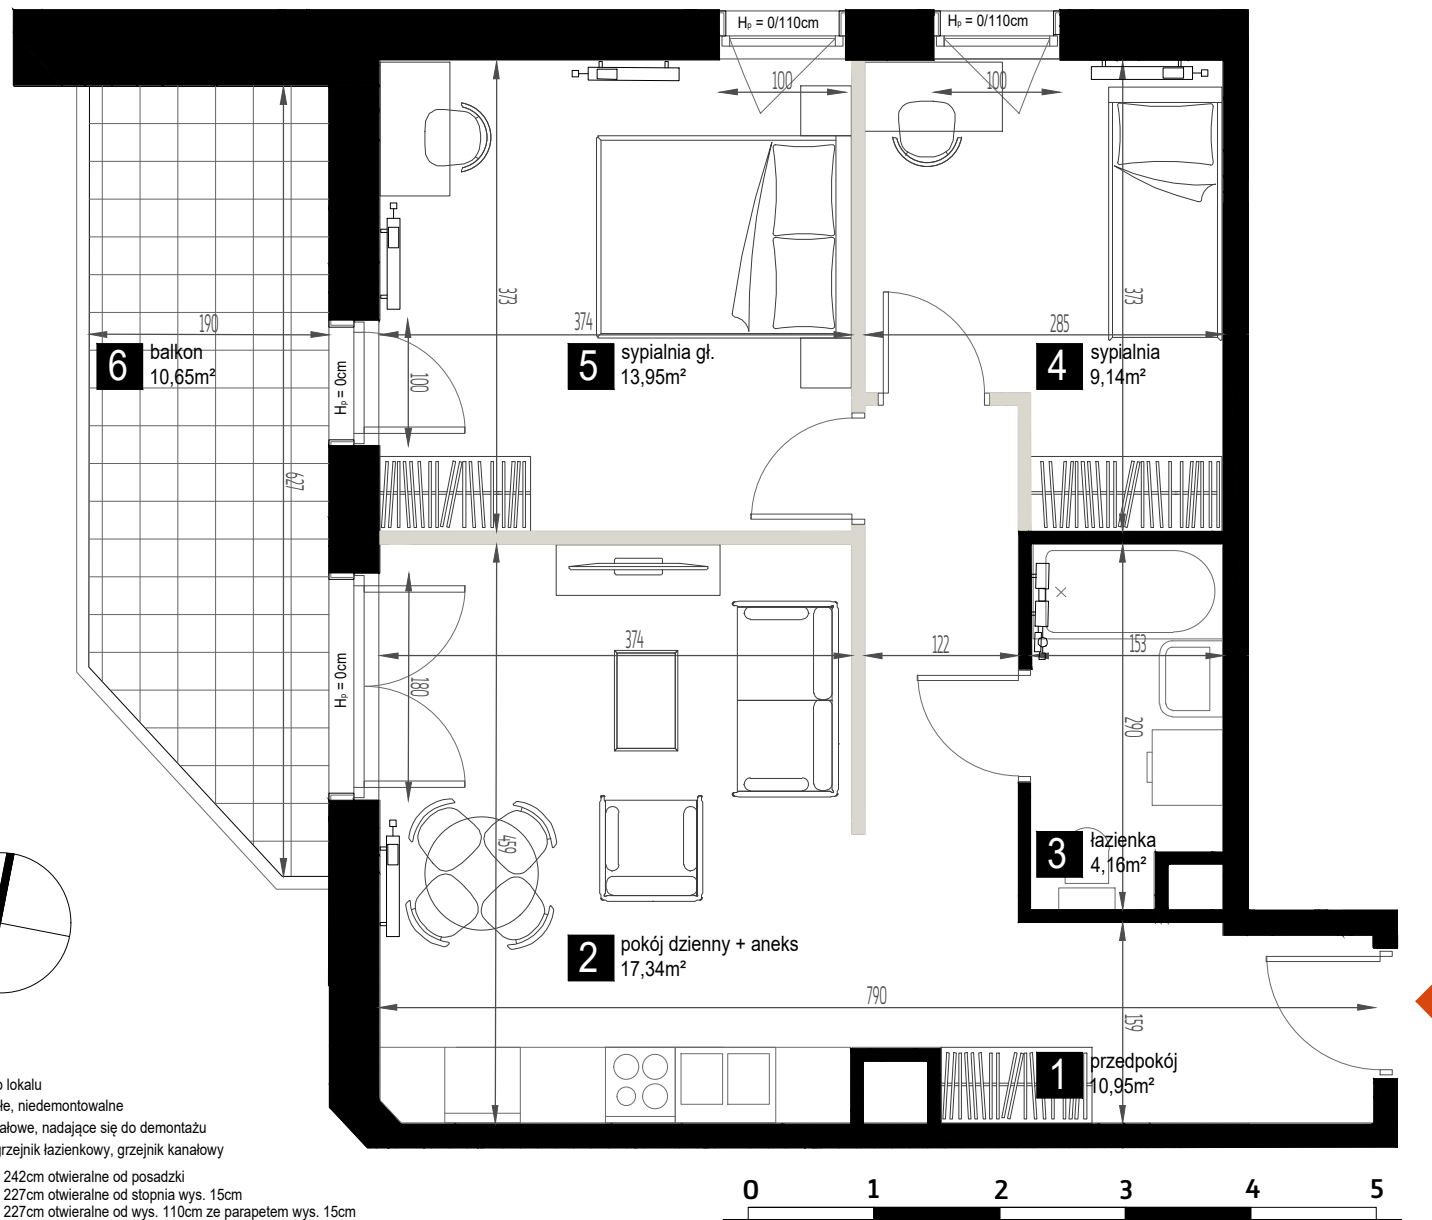 Hₚ = 0/110cm
Hₚ = 0/110cm
100
100
373
373
190
374
285
6 balkon
10,65m²
Hₚ = 0cm
100
5 sypialnia gł.
13,95m²
4 sypialnia
9,14m²
627
374
122
153
Hₚ = 0cm
180
290
459
3 łazienka
4,16m²
2 pokój dzienny + aneks
17,34m²
790
159
1 przedpokój
10,95m²
lokalu
niedemontowalne
nadające się do demontażu
grzejnik łazienkowy, grzejnik kanałowy
242cm otwieralne od posadzki
227cm otwieralne od stopnia wys. 15cm
227cm otwieralne od wys. 110cm ze parapetem wys. 15cm
0 1 2 3 4 5